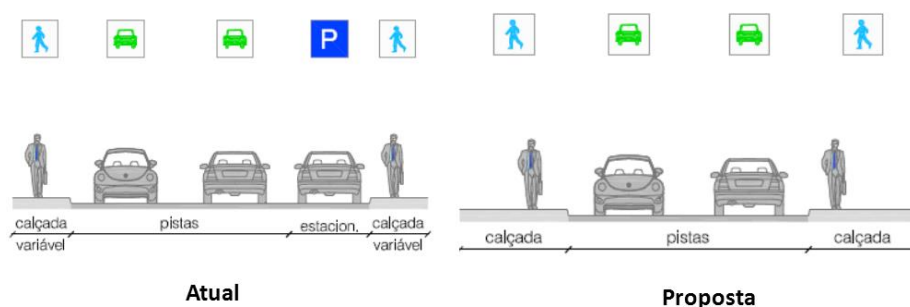 P
calçada pistas estacion. calçada
variável variável
Atual
calçada pistas calçada
Proposta